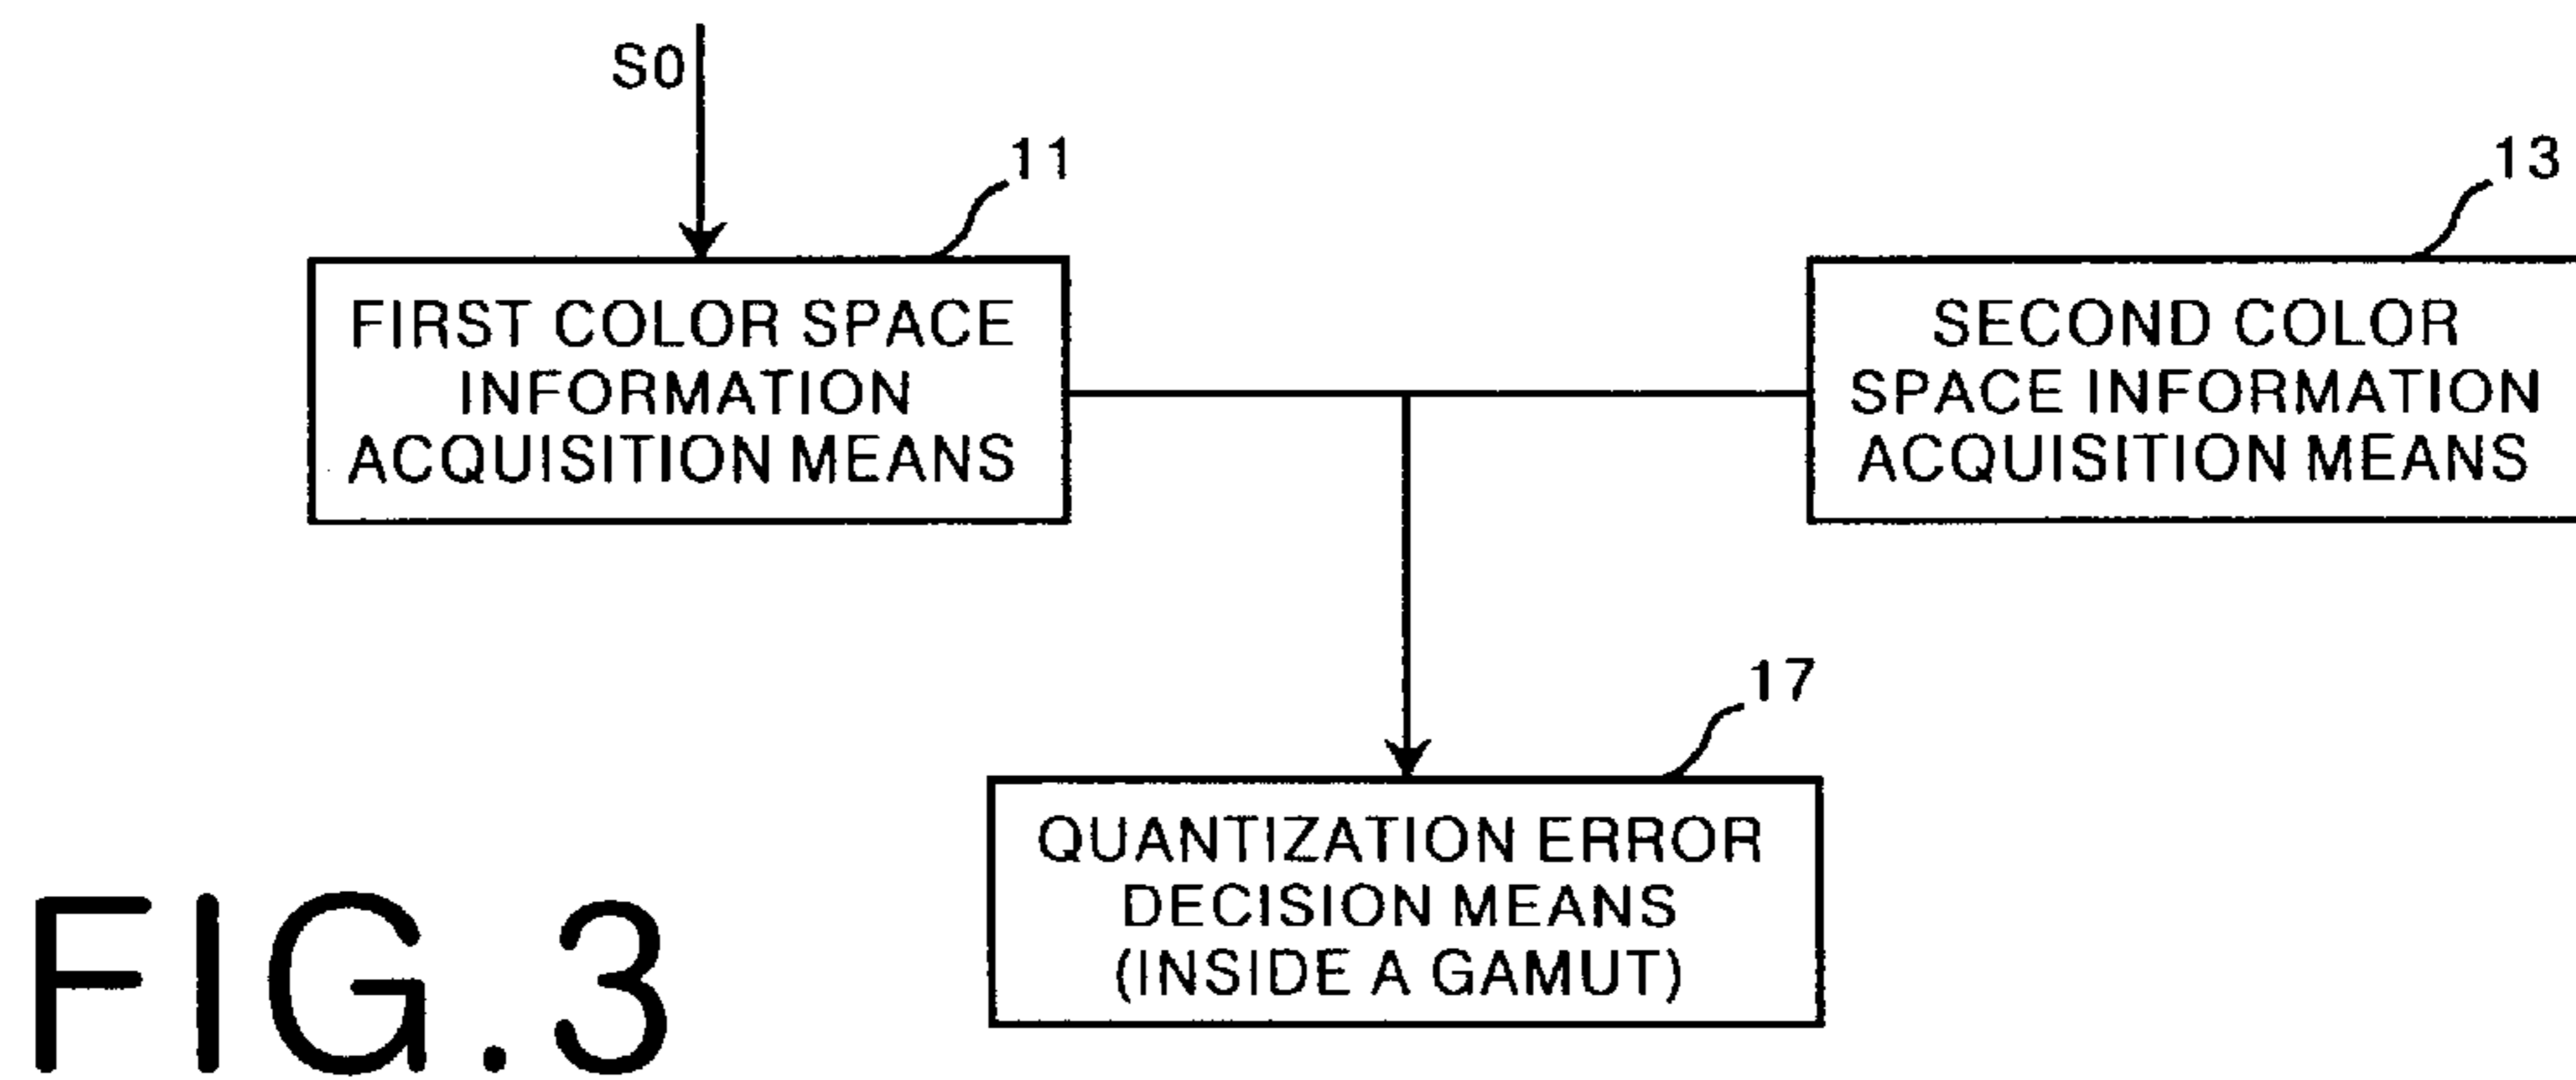 S0
11
13
FIRST COLOR SPACE
INFORMATION
ACQUISITION MEANS
SECOND COLOR
SPACE INFORMATION
ACQUISITION MEANS
17
QUANTIZATION ERROR
DECISION MEANS
(INSIDE A GAMUT)
FIG.3